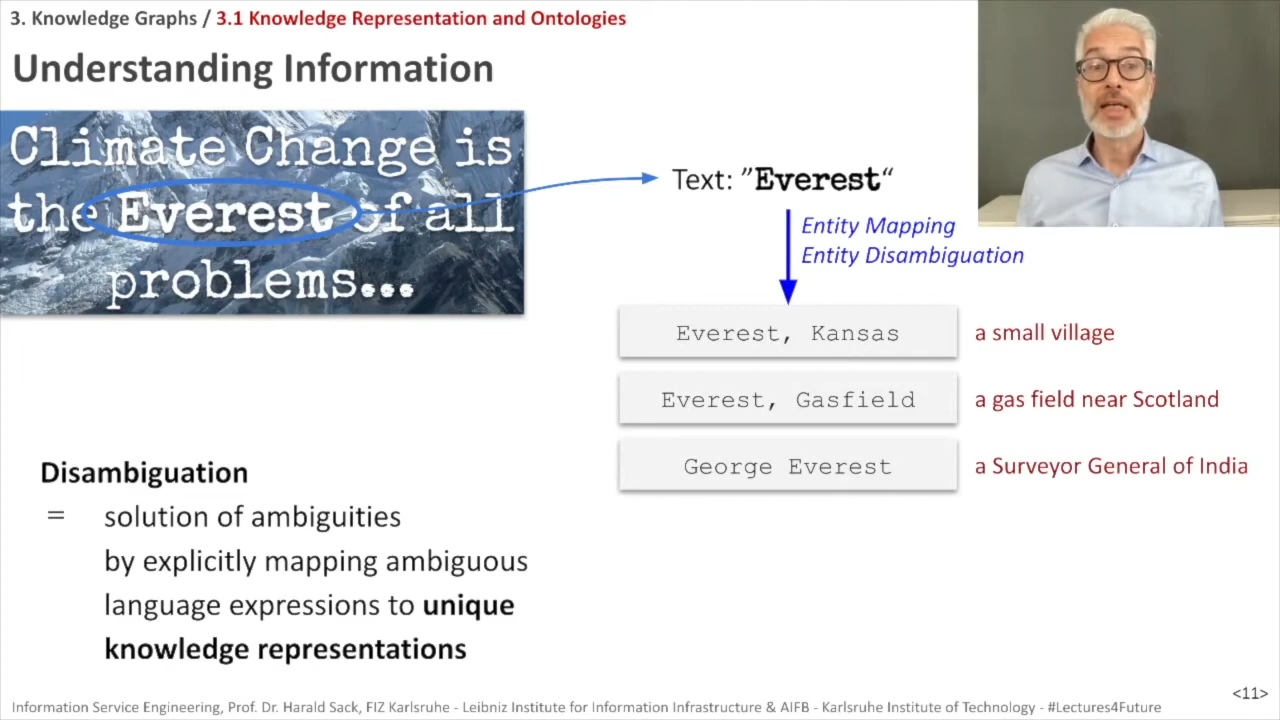 3. Knowledge Graphs / 3.1 Knowledge Representation and Ontologies
Understanding Information
Climate Change is
the Everest of all
problems...
Text: ”Everest“
Entity Mapping
Entity Disambiguation
Everest, Kansas
a small village
Everest, Gasfield
a gas field near Scotland
George Everest
a Surveyor General of India
Disambiguation
= solution of ambiguities
by explicitly mapping ambiguous
language expressions to unique
knowledge representations
<11>
Information Service Engineering, Prof. Dr. Harald Sack, FIZ Karlsruhe - Leibniz Institute for Information Infrastructure & AIFB - Karlsruhe Institute of Technology - #Lectures4Future